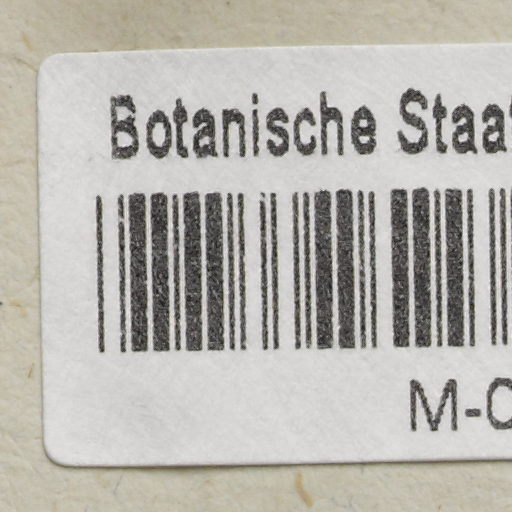 Botanische Staat
M-